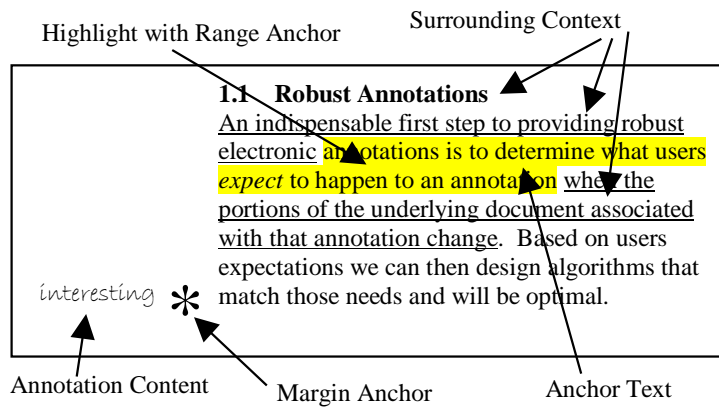 Surrounding Context
Highlight with Range Anchor
1.1 Robust Annotations
An indispensable first step to providing robust
electronic annotations is to determine what users
expect to happen to an annotation when the
portions of the underlying document associated
with that annotation change. Based on users
expectations we can then design algorithms that
interesting * match those needs and will be optimal.
Annotation Content
Margin Anchor
Anchor Text